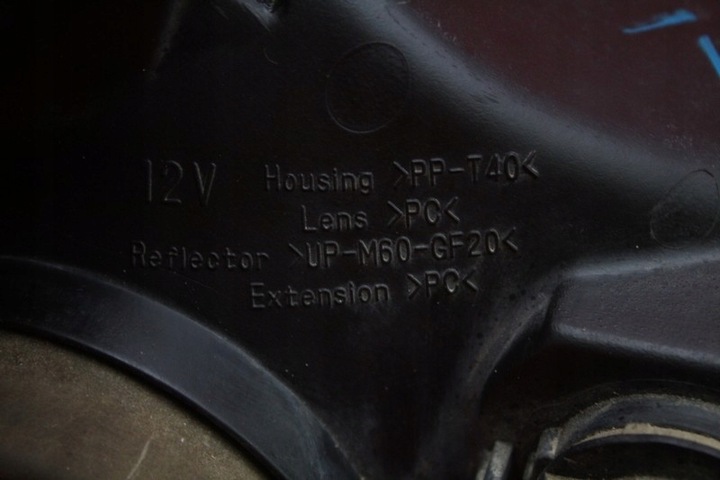 12V Housing >PP-T40<
Lens >PC<
Reflector >UP-M60-GF20<
Extension >PC<